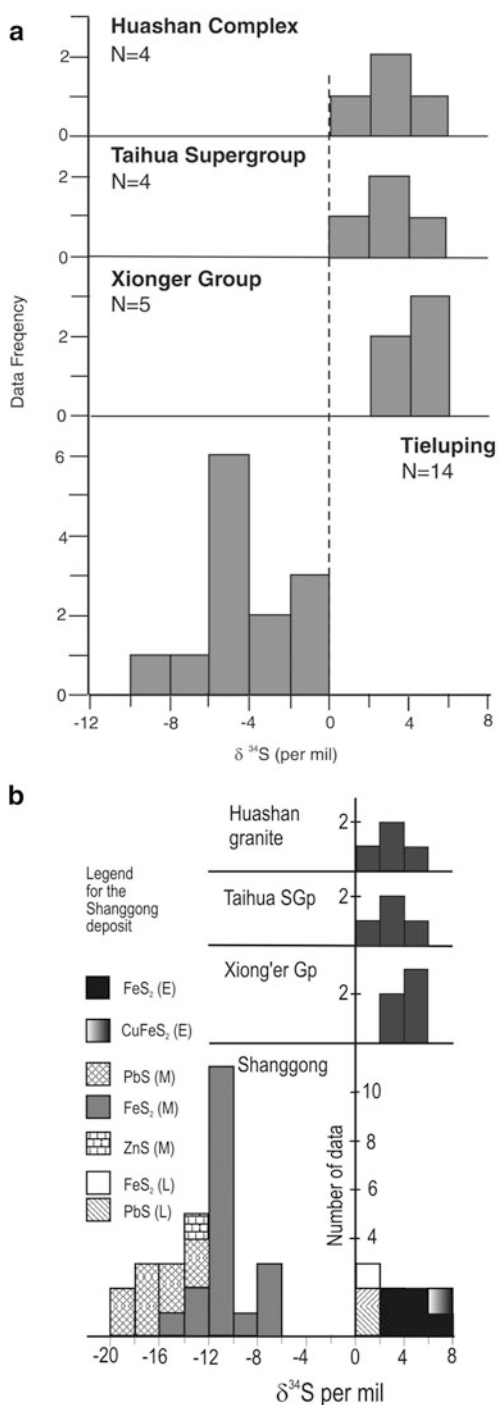 a
Huashan Complex
N=4
2
0
Taihua Supergroup
N=4
2
0
Xionger Group
N=5
2
0
Data Freqency
Tieluping
N=14
6
4
2
0
-12 -8 -4 0 4 8
δ ³⁴S (per mil)
b
Huashan
granite
2
Legend
for the
Shanggong
deposit
Taihua SGp
2
Xiong'er Gp
2
FeS₂ (E)
CuFeS₂ (E)
PbS (M)
FeS₂ (M)
ZnS (M)
FeS₂ (L)
PbS (L)
Shanggong
Number of data
10
8
6
4
-20 -16 -12 -8 -4 0 4 8
δ³⁴S per mil